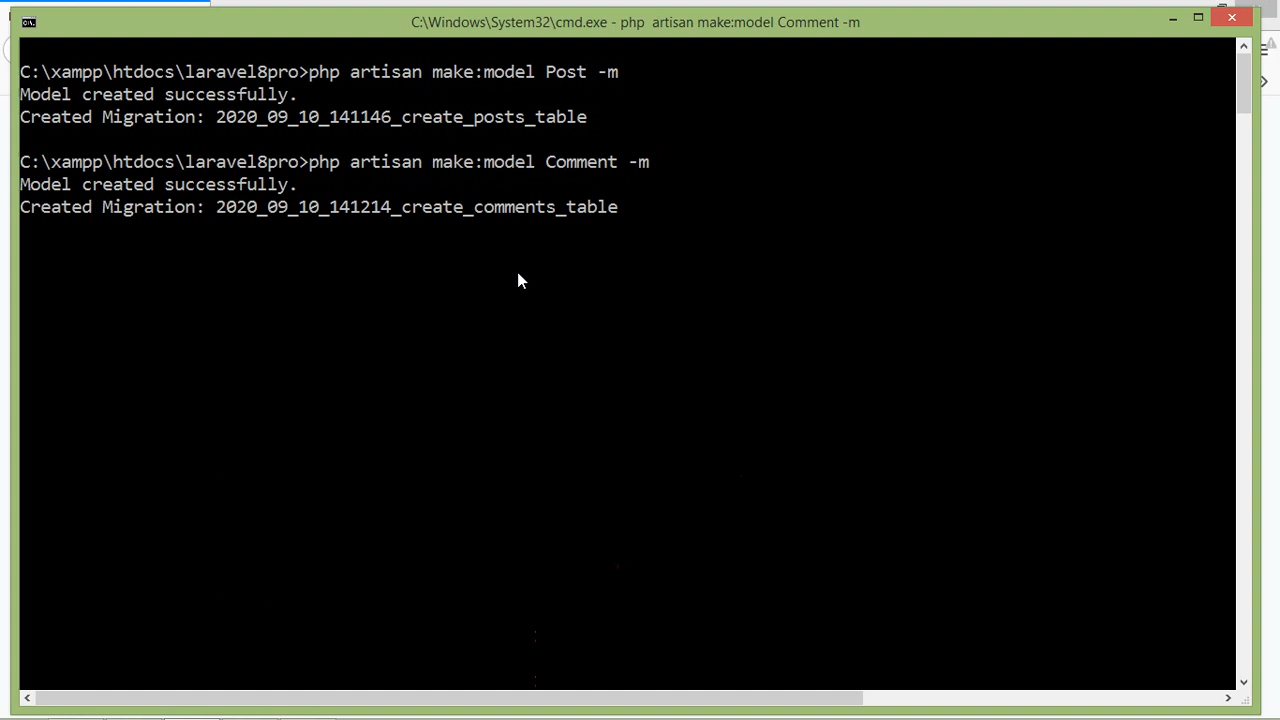 C:\Windows\System32\cmd.exe - php  artisan make:model Comment -m
C:\xampp\htdocs\laravel8pro>php artisan make:model Post -m
Model created successfully.
Created Migration: 2020_09_10_141146_create_posts_table
C:\xampp\htdocs\laravel8pro>php artisan make:model Comment -m
Model created successfully.
Created Migration: 2020_09_10_141214_create_comments_table